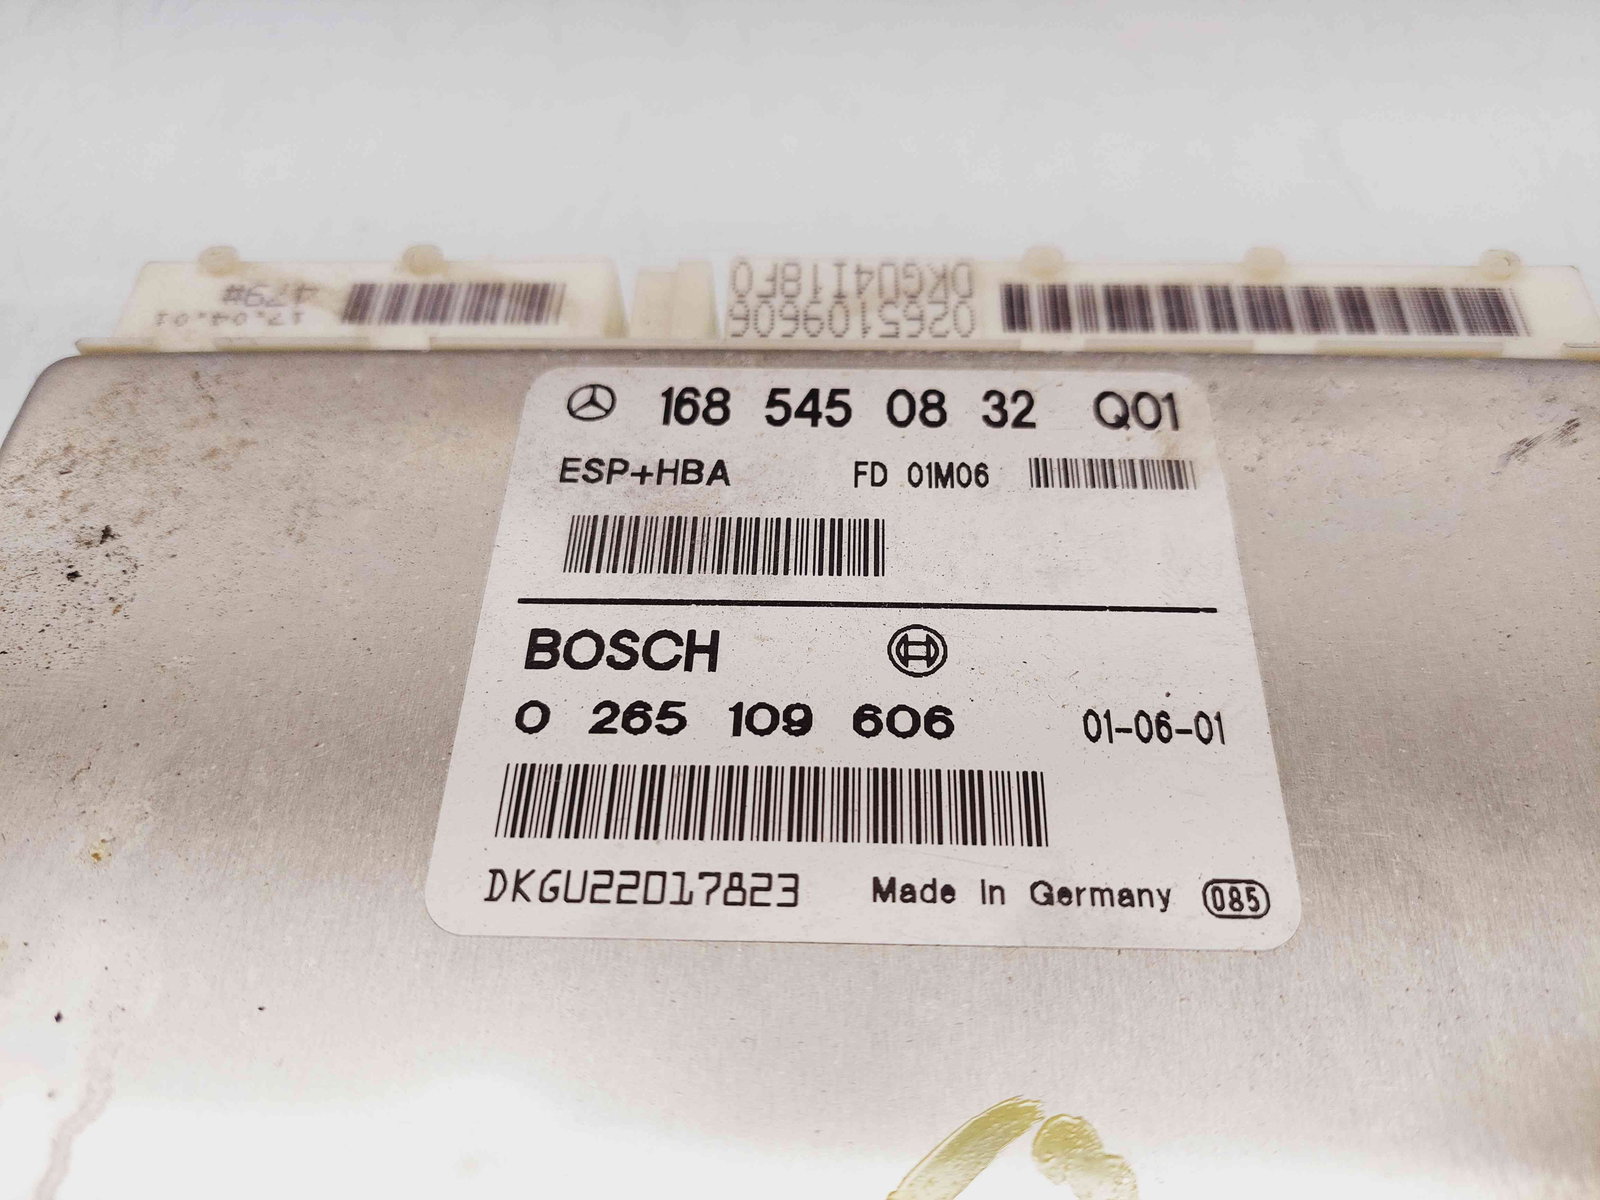 479#
17.04.01
DKGU4I18F0
0265109606
168 545 08 32 Q01
ESP+HBA FD 01M06
BOSCH
0 265 109 606 01-06-01
DKGU22017823 Made In Germany 085